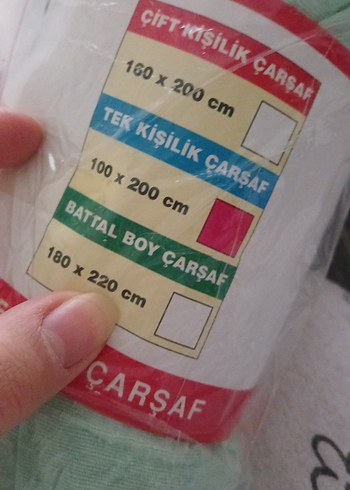 ÇİFT KİŞİLİK ÇARŞAF
160 x 200 cm
TEK KİŞİLİK ÇARŞAF
100 x 200 cm
BATTAL BOY ÇARŞAF
180 x 220 cm
ÇARŞAF